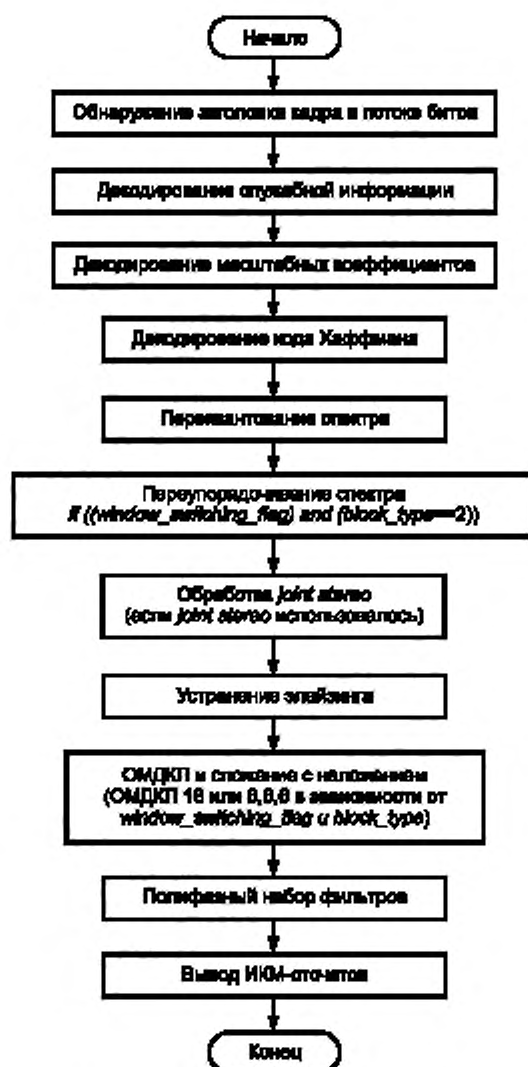 Начало
Обнаружение заголовка кадра в потоке битов
Декодирование служебной информации
Декодирование масштабных коэффициентов
Декодирование кода Хаффмана
Переквантование спектра
Переупорядочивание спектра
if ((window_switching_flag) and (block_type==2))
Обработка joint stereo
(если joint stereo использовалось)
Устранение элейзинга
ОМДКП и сложение с наложением
(ОМДКП 18 или 6,6,6 в зависимости от
window_switching_flag и block_type)
Полифазный набор фильтров
Вывод ИКМ-отсчетов
Конец